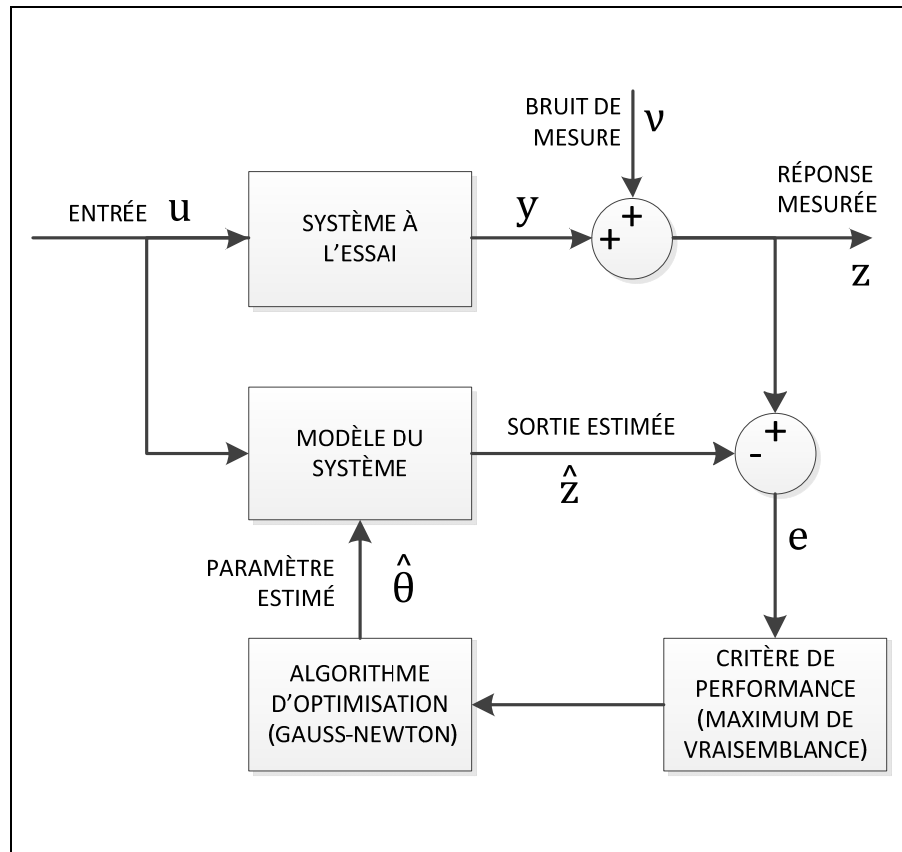 BRUIT DE
MESURE
ν
ENTRÉE
u
SYSTÈME À
L'ESSAI
y
+
+
RÉPONSE
MESURÉE
z
MODÈLE DU
SYSTÈME
SORTIE ESTIMÉE
ẑ
+
-
e
PARAMÈTRE
ESTIMÉ
θ̂
ALGORITHME
D'OPTIMISATION
(GAUSS-NEWTON)
CRITÈRE DE
PERFORMANCE
(MAXIMUM DE
VRAISEMBLANCE)